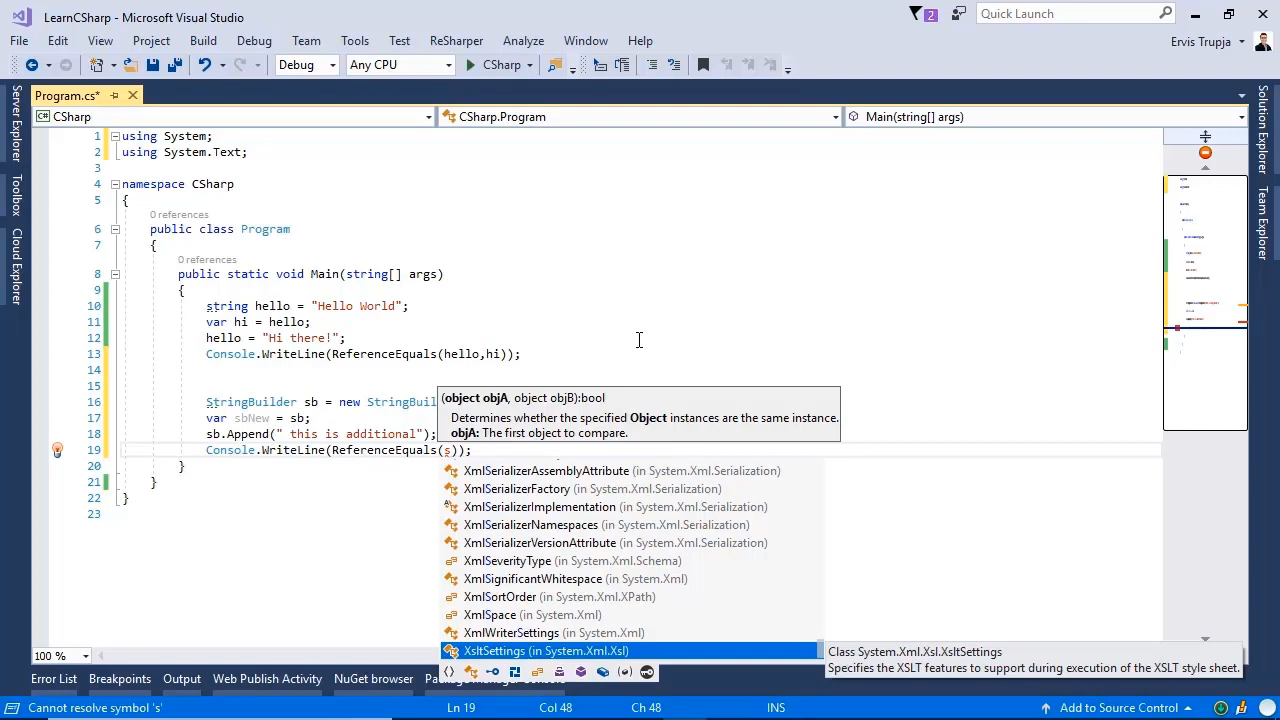 LearnCSharp - Microsoft Visual Studio
2
Quick Launch
File Edit View Project Build Debug Team Tools Test ReSharper Analyze Window Help
Ervis Trupja
Debug Any CPU CSharp
Server Explorer
Toolbox
Cloud Explorer
Solution Explorer
Team Explorer
Program.cs*
CSharp CSharp.Program Main(string[] args)
1 using System;
2 using System.Text;
3
4 namespace CSharp
5 {
0 references
6 public class Program
7 {
0 references
8 public static void Main(string[] args)
9 {
10 string hello = "Hello World";
11 var hi = hello;
12 hello = "Hi there!";
13 Console.WriteLine(ReferenceEquals(hello,hi));
14
15
16 StringBuilder sb = new StringBuil
17 var sbNew = sb;
18 sb.Append(" this is additional");
19 Console.WriteLine(ReferenceEquals(s));
20 }
21 }
22 }
23
(object objA, object objB):bool
Determines whether the specified Object instances are the same instance.
objA: The first object to compare.
XmlSerializerAssemblyAttribute (in System.Xml.Serialization)
XmlSerializerFactory (in System.Xml.Serialization)
XmlSerializerImplementation (in System.Xml.Serialization)
XmlSerializerNamespaces (in System.Xml.Serialization)
XmlSerializerVersionAttribute (in System.Xml.Serialization)
XmlSeverityType (in System.Xml.Schema)
XmlSignificantWhitespace (in System.Xml)
XmlSortOrder (in System.Xml.XPath)
XmlSpace (in System.Xml)
XmlWriterSettings (in System.Xml)
XsltSettings (in System.Xml.Xsl)
Class System.Xml.Xsl.XsltSettings
Specifies the XSLT features to support during execution of the XSLT style sheet.
100 %
Error List Breakpoints Output Web Publish Activity NuGet browser
Cannot resolve symbol 's' Ln 19 Col 48 Ch 48 INS Add to Source Control